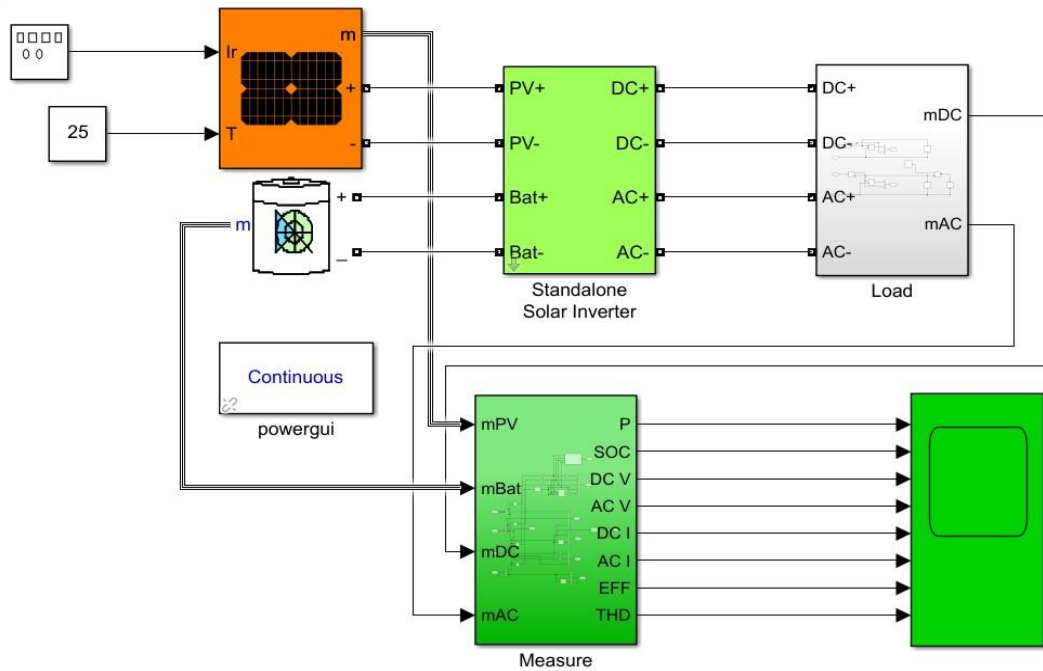 Ir
m
+
25
T
-
m
+
_
PV+
DC+
PV-
DC-
Bat+
AC+
Bat-
AC-
Standalone
Solar Inverter
DC+
mDC
DC-
AC+
mAC
AC-
Load
Continuous
powergui
mPV
P
SOC
mBat
DC V
AC V
mDC
DC I
AC I
EFF
mAC
THD
Measure